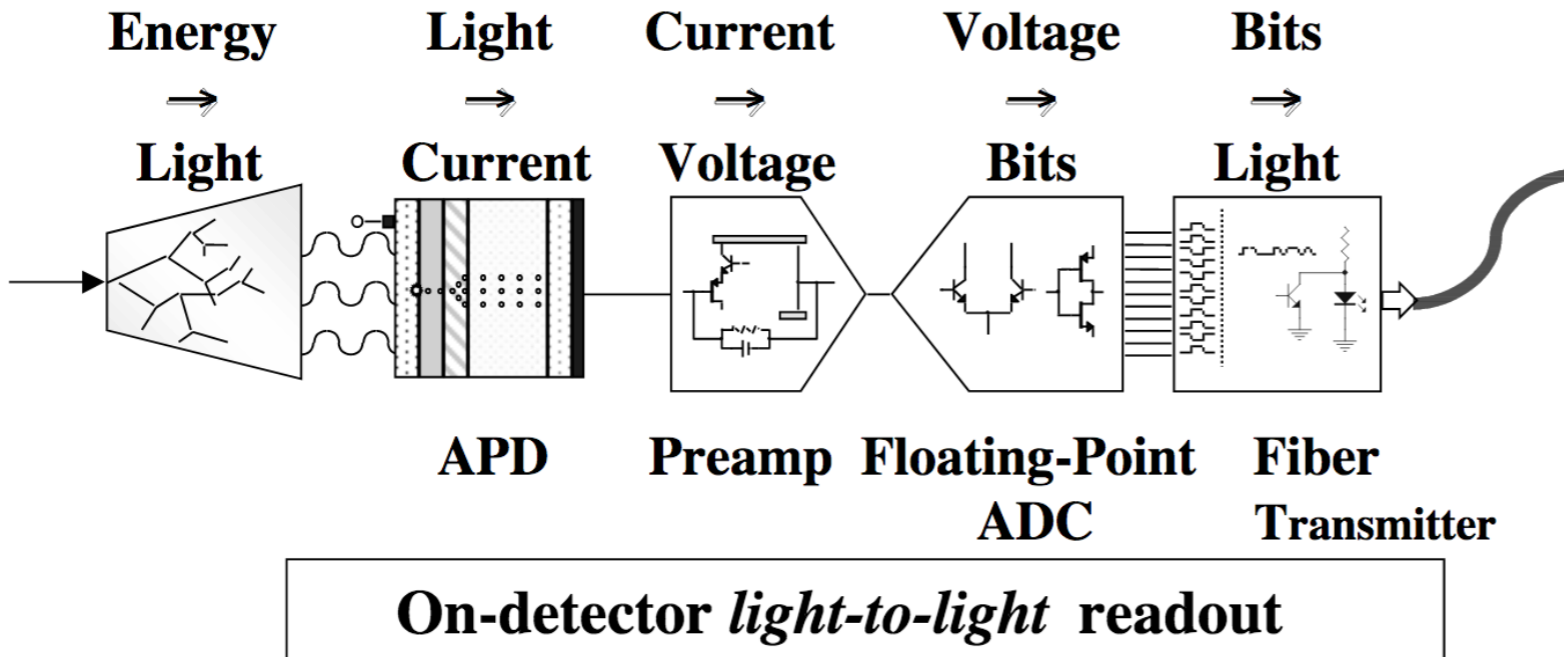 Energy Light Current Voltage Bits
→ → → → →
Light Current Voltage Bits Light
APD Preamp Floating-Point Fiber
ADC Transmitter
On-detector light-to-light readout